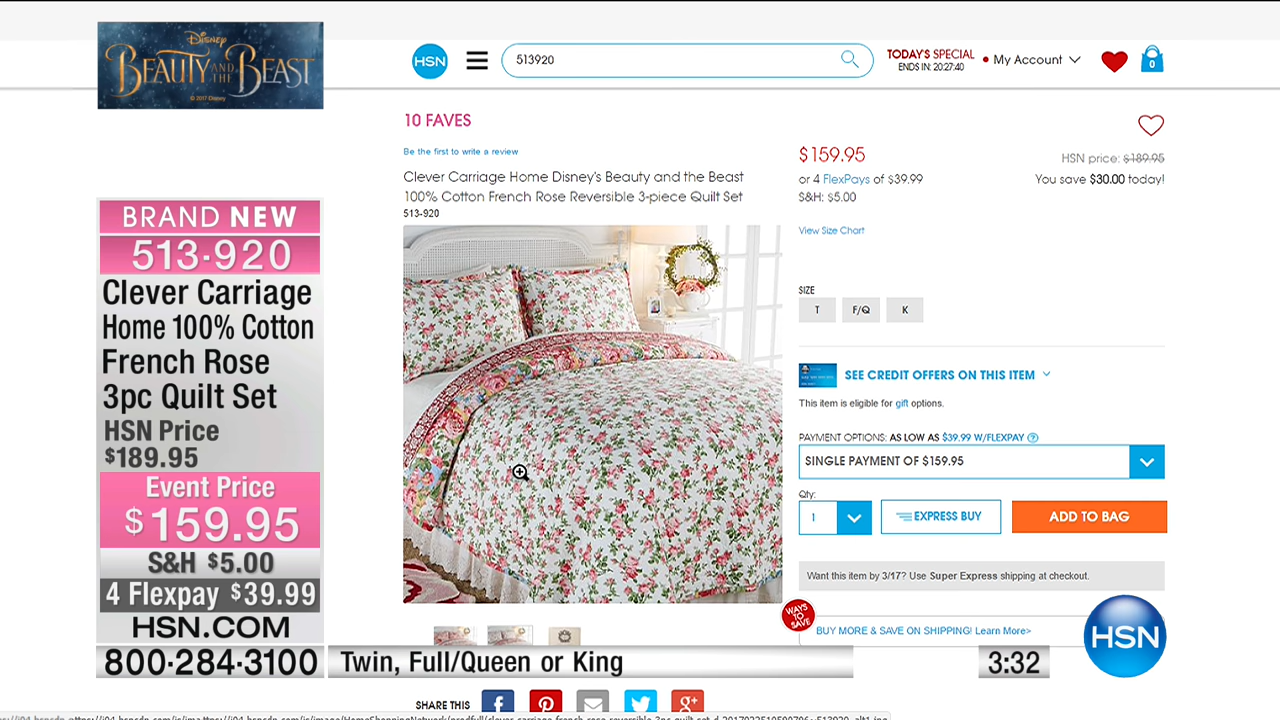 Disney
BEAUTY AND THE BEAST
© 2017 Disney
BRAND NEW
513-920
Clever Carriage
Home 100% Cotton
French Rose
3pc Quilt Set
HSN Price
$189.95
Event Price
$159.95
S&H $5.00
4 Flexpay $39.99
HSN.COM
800-284-3100
HSN
513920
TODAY'S SPECIAL
ENDS IN: 20:27:40
My Account
0
10 FAVES
Be the first to write a review
Clever Carriage Home Disney's Beauty and the Beast
100% Cotton French Rose Reversible 3-piece Quilt Set
513-920
$159.95
HSN price: $189.95
or 4 FlexPays of $39.99
You save $30.00 today!
S&H: $5.00
View Size Chart
SIZE
T F/Q K
SEE CREDIT OFFERS ON THIS ITEM
This item is eligible for gift options.
PAYMENT OPTIONS: AS LOW AS $39.99 W/FLEXPAY ?
SINGLE PAYMENT OF $159.95
Qty:
1
EXPRESS BUY
ADD TO BAG
Want this item by 3/17? Use Super Express shipping at checkout.
WAYS TO SAVE
BUY MORE & SAVE ON SHIPPING! Learn More>
HSN
Twin, Full/Queen or King
3:32
SHARE THIS